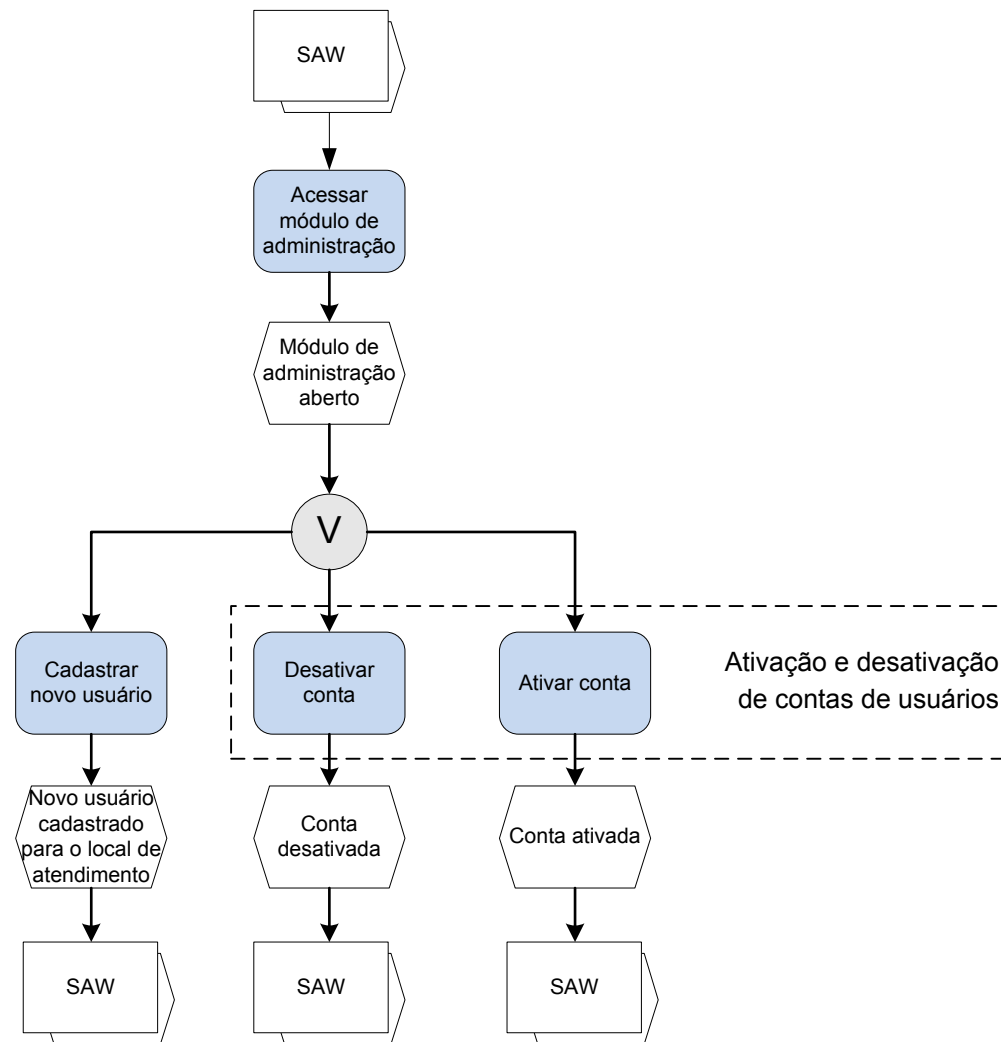 SAW
Acessar
módulo de
administração
Módulo de
administração
aberto
V
Cadastrar
novo usuário
Desativar
conta
Ativar conta
Ativação e desativação
de contas de usuários
Novo usuário
cadastrado
para o local de
atendimento
Conta
desativada
Conta ativada
SAW
SAW
SAW